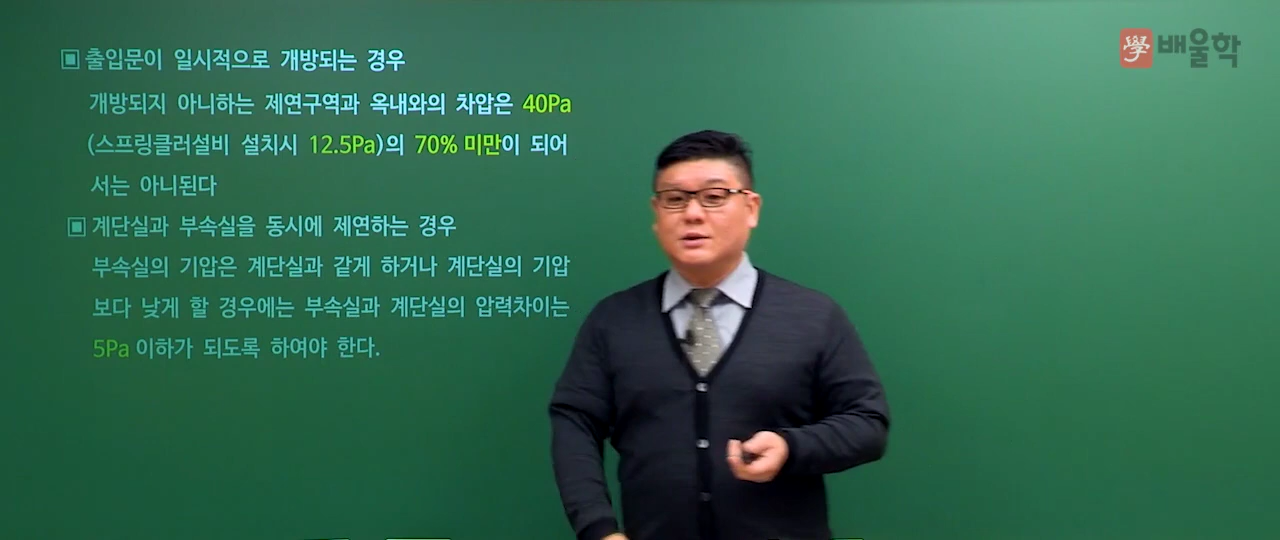 ▣ 출입문이 일시적으로 개방되는 경우
개방되지 아니하는 제연구역과 옥내와의 차압은 40Pa
(스프링클러설비 설치시 12.5Pa)의 70% 미만이 되어
서는 아니된다
▣ 계단실과 부속실을 동시에 제연하는 경우
부속실의 기압은 계단실과 같게 하거나 계단실의 기압
보다 낮게 할 경우에는 부속실과 계단실의 압력차이는
5Pa 이하가 되도록 하여야 한다.
學 배울학